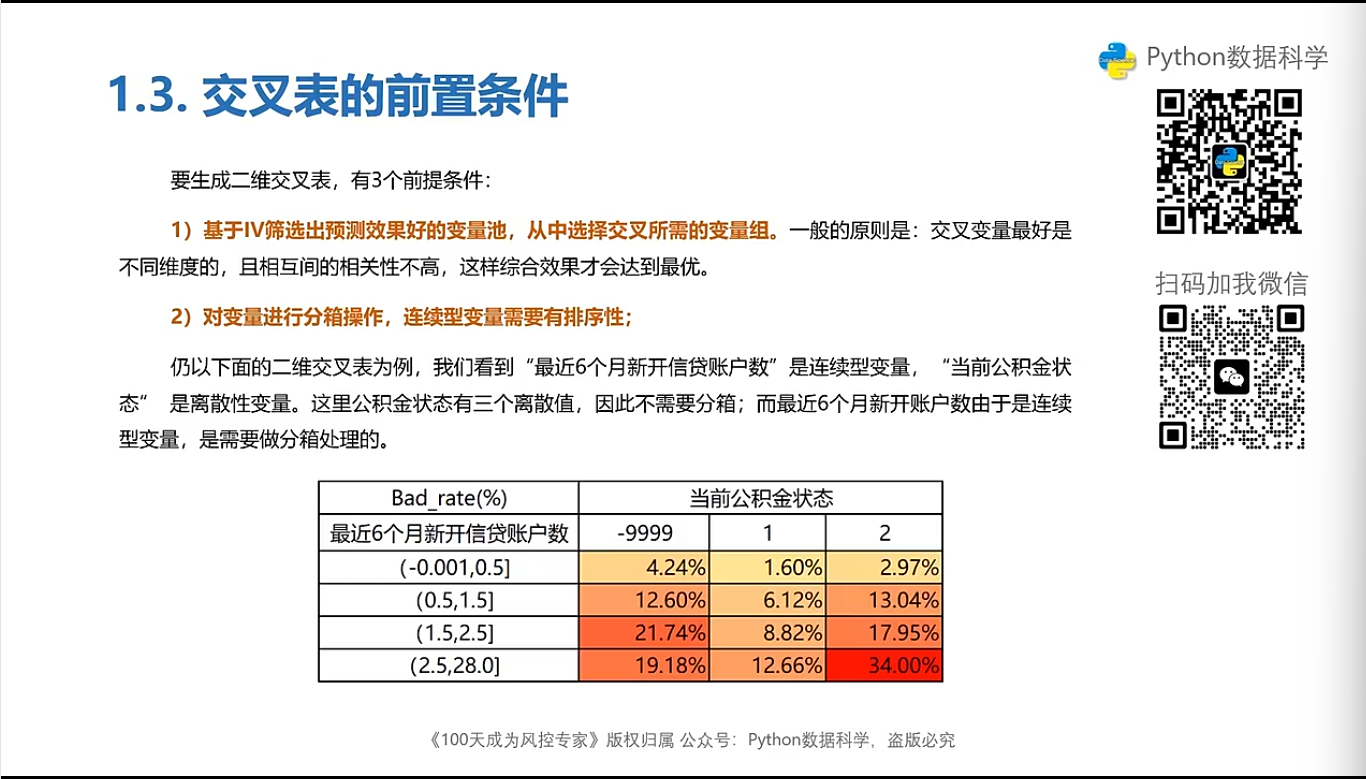 Python数据科学
1.3. 交叉表的前置条件
要生成二维交叉表，有3个前提条件：
1）基于IV筛选出预测效果好的变量池，从中选择交叉所需的变量组。一般的原则是：交叉变量最好是
不同维度的，且相互间的相关性不高，这样综合效果才会达到最优。
扫码加我微信
2）对变量进行分箱操作，连续型变量需要有排序性；
仍以下面的二维交叉表为例，我们看到“最近6个月新开信贷账户数”是连续型变量，“当前公积金状
态“ 是离散性变量。这里公积金状态有三个离散值，因此不需要分箱；而最近6个月新开账户数由于是连续
型变量，是需要做分箱处理的。
Bad_rate(%) 当前公积金状态
最近6个月新开信贷账户数 -9999 1 2
(-0.001,0.5] 4.24% 1.60% 2.97%
(0.5,1.5] 12.60% 6.12% 13.04%
(1.5,2.5] 21.74% 8.82% 17.95%
(2.5,28.0] 19.18% 12.66% 34.00%
《100天成为风控专家》版权归属 公众号：Python数据科学，盗版必究